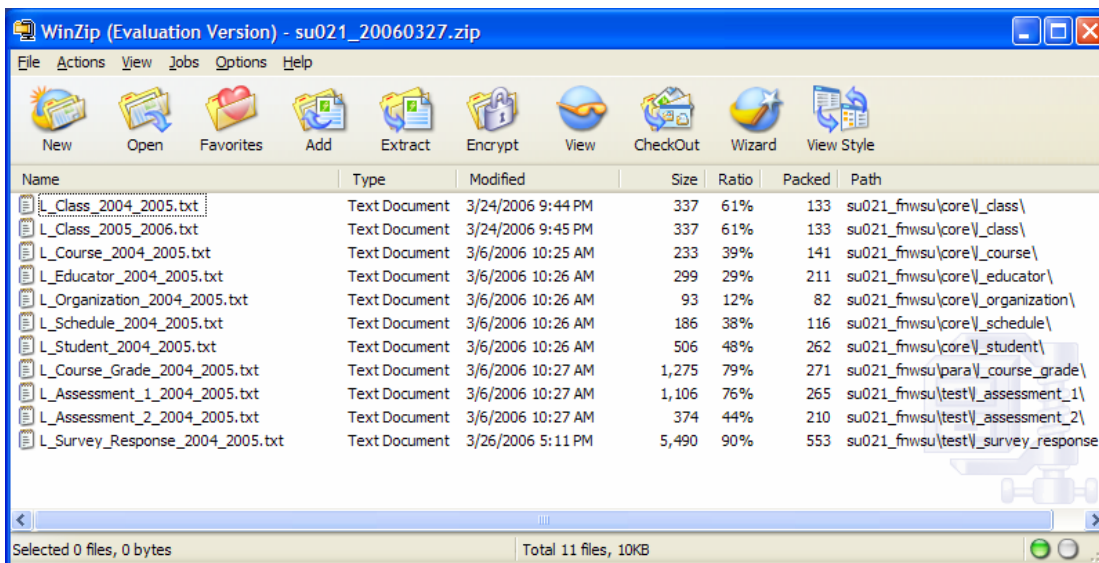 WinZip (Evaluation Version) - su021_20060327.zip
File Actions View Jobs Options Help
New Open Favorites Add Extract Encrypt View CheckOut Wizard View Style
Name Type Modified Size Ratio Packed Path
L_Class_2004_2005.txt Text Document 3/24/2006 9:44 PM 337 61% 133 su021_fnwsu\core\l_class\
L_Class_2005_2006.txt Text Document 3/24/2006 9:45 PM 337 61% 133 su021_fnwsu\core\l_class\
L_Course_2004_2005.txt Text Document 3/6/2006 10:25 AM 233 39% 141 su021_fnwsu\core\l_course\
L_Educator_2004_2005.txt Text Document 3/6/2006 10:26 AM 299 29% 211 su021_fnwsu\core\l_educator\
L_Organization_2004_2005.txt Text Document 3/6/2006 10:26 AM 93 12% 82 su021_fnwsu\core\l_organization\
L_Schedule_2004_2005.txt Text Document 3/6/2006 10:26 AM 186 38% 116 su021_fnwsu\core\l_schedule\
L_Student_2004_2005.txt Text Document 3/6/2006 10:26 AM 506 48% 262 su021_fnwsu\core\l_student\
L_Course_Grade_2004_2005.txt Text Document 3/6/2006 10:27 AM 1,275 79% 271 su021_fnwsu\para\l_course_grade\
L_Assessment_1_2004_2005.txt Text Document 3/6/2006 10:27 AM 1,106 76% 265 su021_fnwsu\test\l_assessment_1\
L_Assessment_2_2004_2005.txt Text Document 3/6/2006 10:27 AM 374 44% 210 su021_fnwsu\test\l_assessment_2\
L_Survey_Response_2004_2005.txt Text Document 3/26/2006 5:11 PM 5,490 90% 553 su021_fnwsu\test\l_survey_response
Selected 0 files, 0 bytes Total 11 files, 10KB